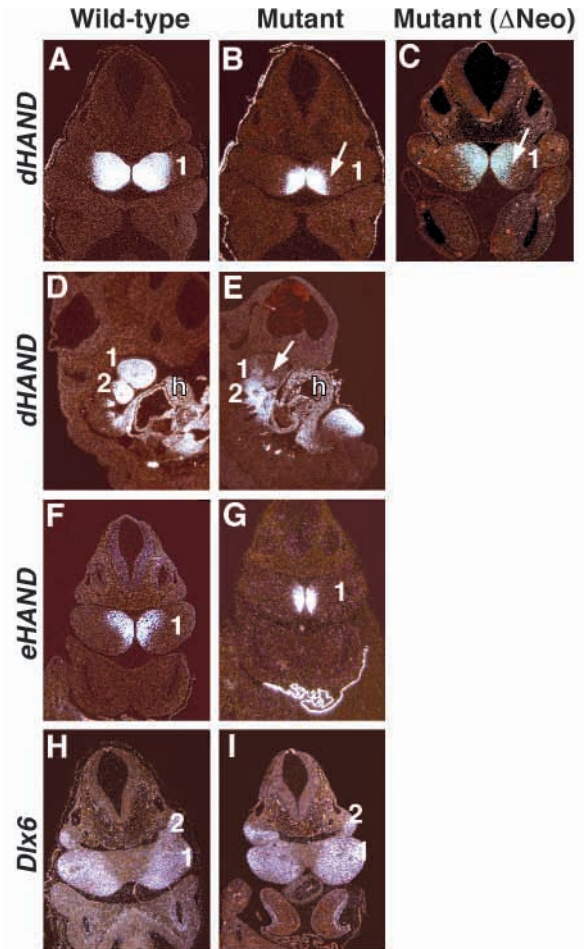 Wild-type Mutant Mutant (ΔNeo)
dHAND
A 1
B 1
C 1
dHAND
D 1 2 h
E 1 2 h
eHAND
F 1
G 1
Dlx6
H 2 1
I 2 1